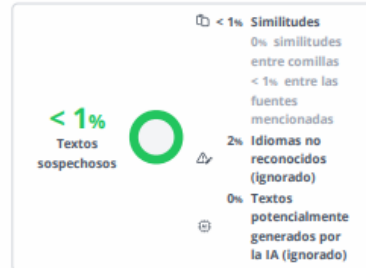 < 1%
Textos
sospechosos
< 1% Similitudes
0% similitudes
entre comillas
< 1% entre las
fuentes
mencionadas
2% Idiomas no
reconocidos
(ignorado)
0% Textos
potencialmente
generados por
la IA (ignorado)